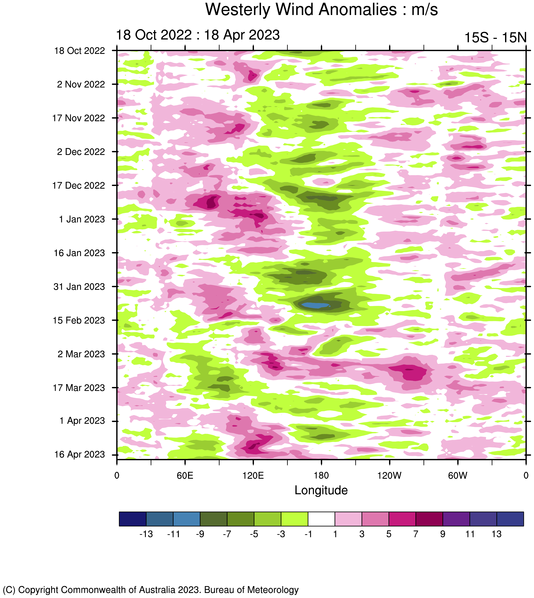 Westerly Wind Anomalies : m/s
18 Oct 2022 : 18 Apr 2023 15S - 15N
18 Oct 2022
2 Nov 2022
17 Nov 2022
2 Dec 2022
17 Dec 2022
1 Jan 2023
16 Jan 2023
31 Jan 2023
15 Feb 2023
2 Mar 2023
17 Mar 2023
1 Apr 2023
16 Apr 2023
0 60E 120E 180 120W 60W 0
Longitude
-13 -11 -9 -7 -5 -3 -1 1 3 5 7 9 11 13
(C) Copyright Commonwealth of Australia 2023. Bureau of Meteorology